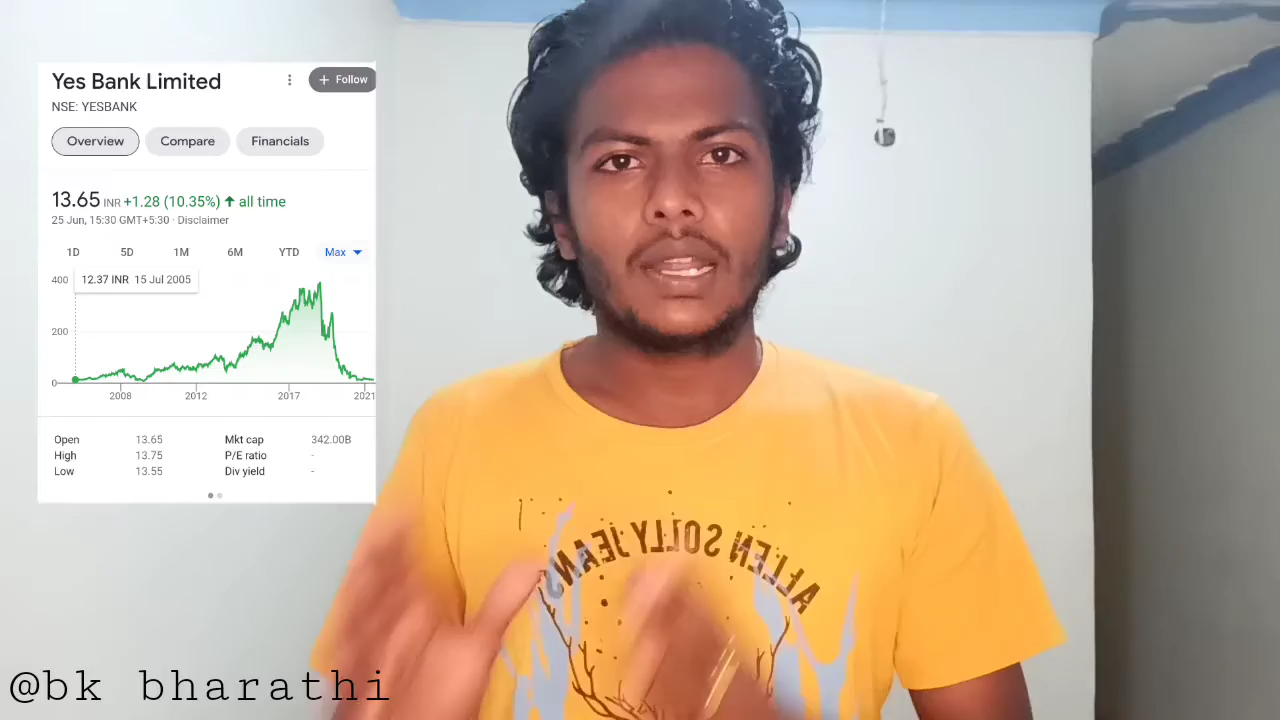 Yes Bank Limited
+ Follow
NSE: YESBANK
Overview
Compare
Financials
13.65 INR +1.28 (10.35%) ↑ all time
25 Jun, 15:30 GMT+5:30 · Disclaimer
1D 5D 1M 6M YTD Max
400
12.37 INR 15 Jul 2005
200
0
2008 2012 2017 2021
Open 13.65 Mkt cap 342.00B
High 13.75 P/E ratio -
Low 13.55 Div yield -
ALLEN SOLLY JEANS
@bk bharathi